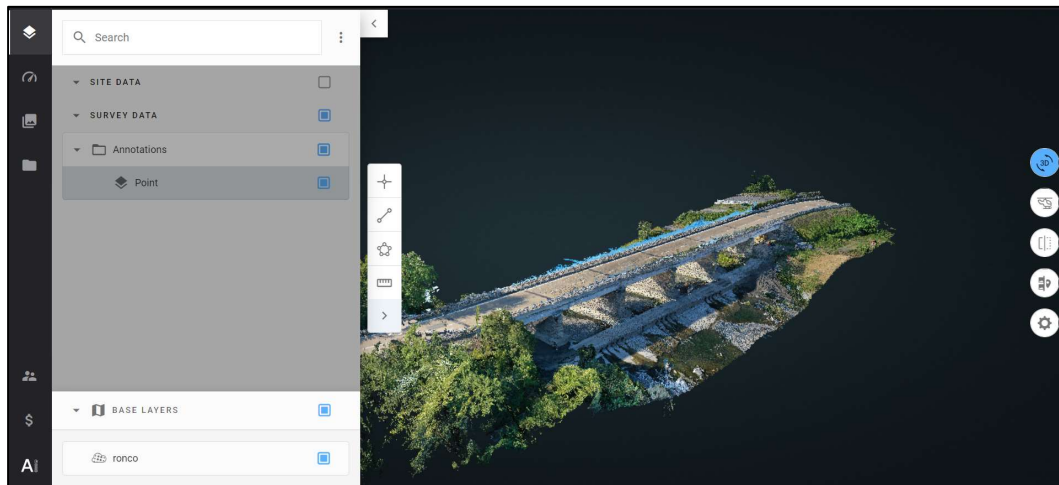 Search
SITE DATA
SURVEY DATA
Annotations
Point
BASE LAYERS
ronco
$
Ai
3D